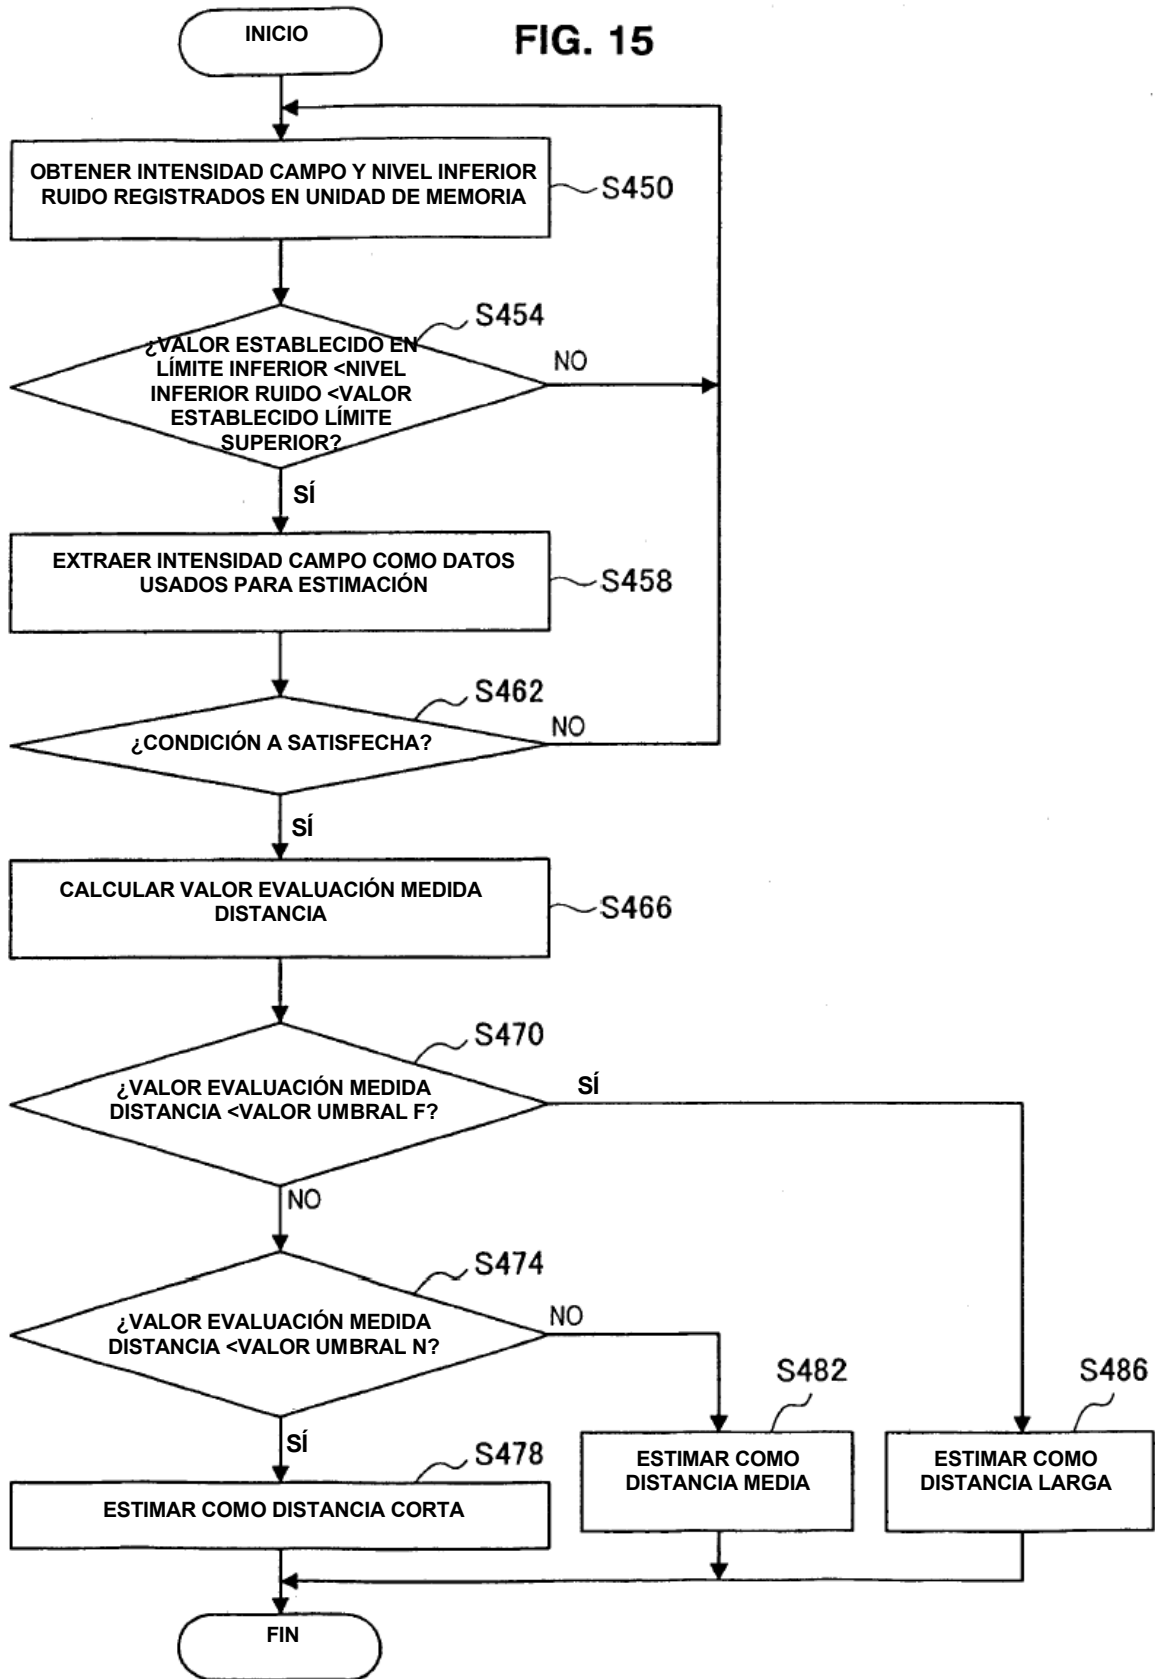 INICIO
FIG. 15
OBTENER INTENSIDAD CAMPO Y NIVEL INFERIOR
RUIDO REGISTRADOS EN UNIDAD DE MEMORIA
S450
S454
¿VALOR ESTABLECIDO EN
LÍMITE INFERIOR <NIVEL
INFERIOR RUIDO <VALOR
ESTABLECIDO LÍMITE
SUPERIOR?
NO
SÍ
EXTRAER INTENSIDAD CAMPO COMO DATOS
USADOS PARA ESTIMACIÓN
S458
S462
¿CONDICIÓN A SATISFECHA?
NO
SÍ
CALCULAR VALOR EVALUACIÓN MEDIDA
DISTANCIA
S466
S470
¿VALOR EVALUACIÓN MEDIDA
DISTANCIA <VALOR UMBRAL F?
SÍ
NO
S474
¿VALOR EVALUACIÓN MEDIDA
DISTANCIA <VALOR UMBRAL N?
NO
SÍ
S478
ESTIMAR COMO DISTANCIA CORTA
S482
ESTIMAR COMO
DISTANCIA MEDIA
S486
ESTIMAR COMO
DISTANCIA LARGA
FIN